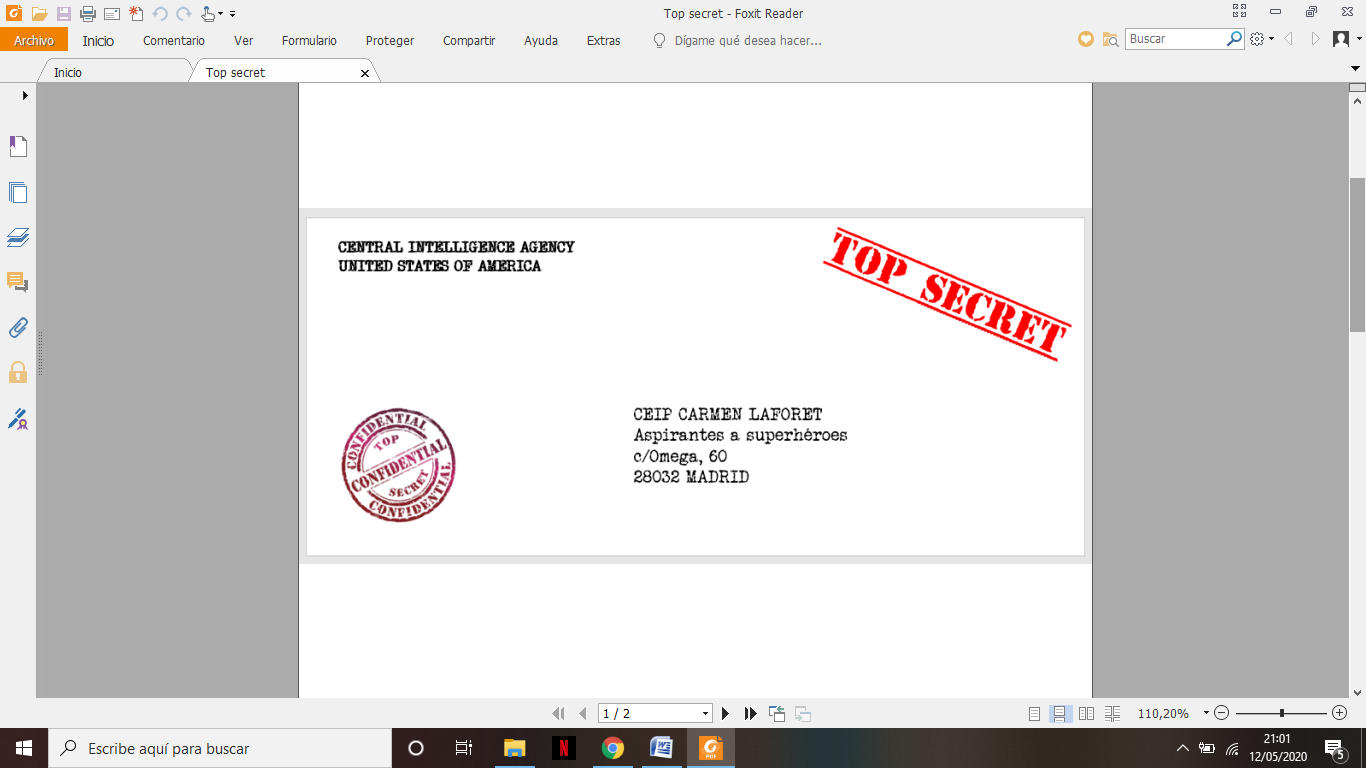 Top secret - Foxit Reader
Archivo Inicio Comentario Ver Formulario Proteger Compartir Ayuda Extras Dígame qué desea hacer... Buscar
Inicio Top secret
CENTRAL INTELLIGENCE AGENCY
UNITED STATES OF AMERICA
TOP SECRET
CONFIDENTIAL
TOP
CONFIDENTIAL
SECRET
CONFIDENTIAL
CEIP CARMEN LAFORET
Aspirantes a superhéroes
c/Omega, 60
28032 MADRID
1 / 2 110,20%
Escribe aquí para buscar
21:01
12/05/2020
5